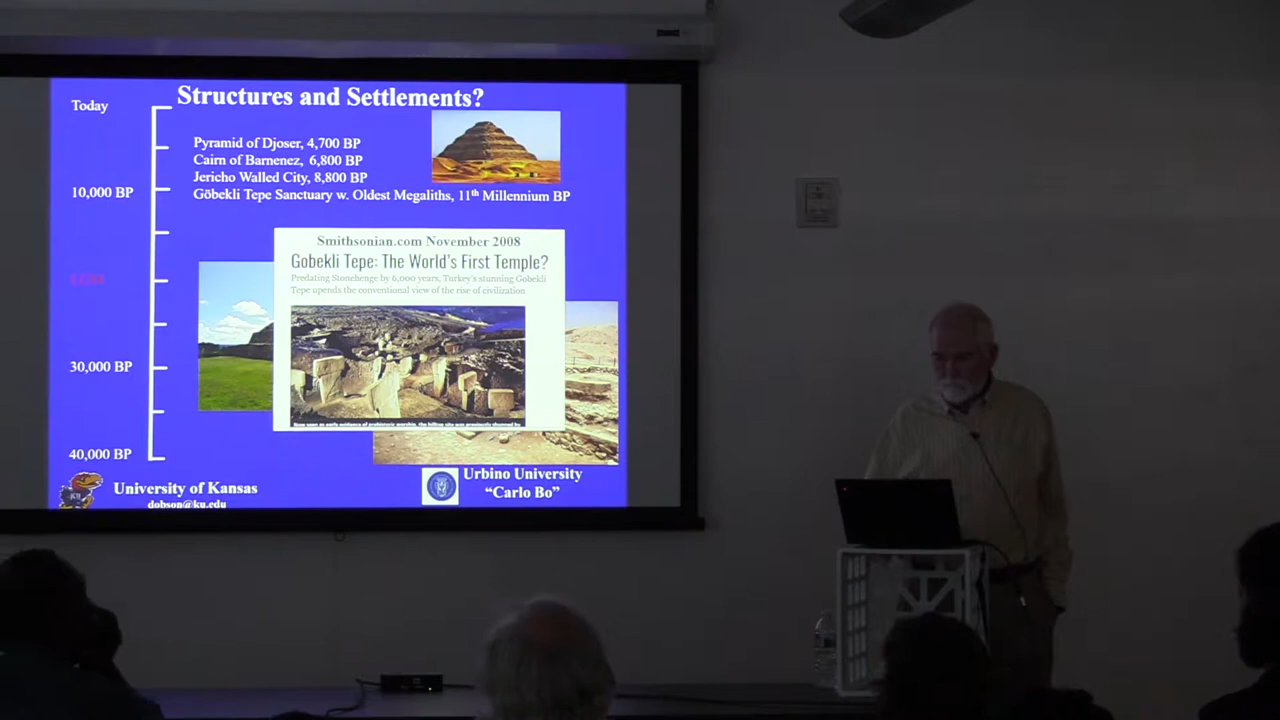 Structures and Settlements?
Today
Pyramid of Djoser, 4,700 BP
Cairn of Barnenez, 6,800 BP
Jericho Walled City, 8,800 BP
10,000 BP
Göbekli Tepe Sanctuary w. Oldest Megaliths, 11th Millennium BP
Smithsonian.com November 2008
Gobekli Tepe: The World's First Temple?
Predating Stonehenge by 6,000 years, Turkey's stunning Gobekli
Tepe upends the conventional view of the rise of civilization
30,000 BP
40,000 BP
University of Kansas
dobson@ku.edu
Urbino University
“Carlo Bo”